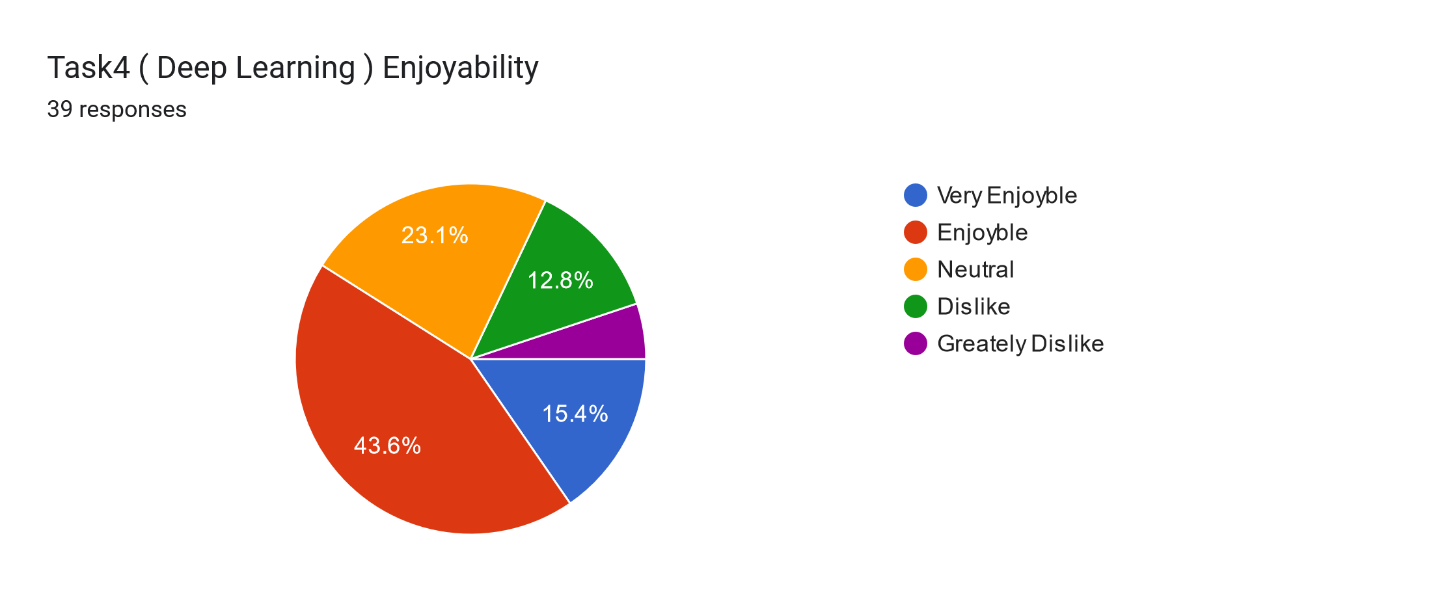 Task4 ( Deep Learning ) Enjoyability
39 responses
23.1%
12.8%
15.4%
43.6%
Very Enjoyble
Enjoyble
Neutral
Dislike
Greately Dislike